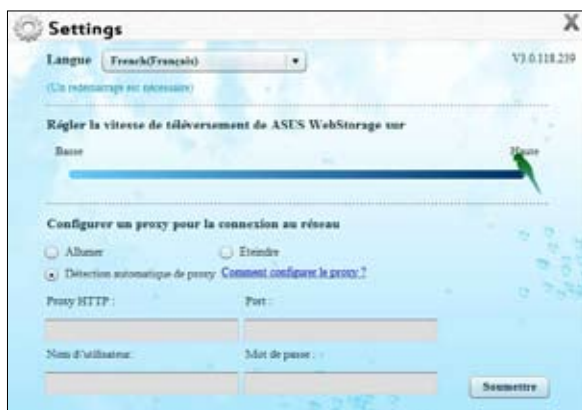 Settings
X
Langue French(Français)
V3.0.118.239
(Un redémarrage est nécessaire)
Régler la vitesse de téléversement de ASUS WebStorage sur
Basse Haute
Configurer un proxy pour la connexion au réseau
Allumer Eteindre
Détection automatique de proxy Comment configurer le proxy ?
Proxy HTTP : Port :
Nom d'utilisateur: Mot de passe :
Soumettre